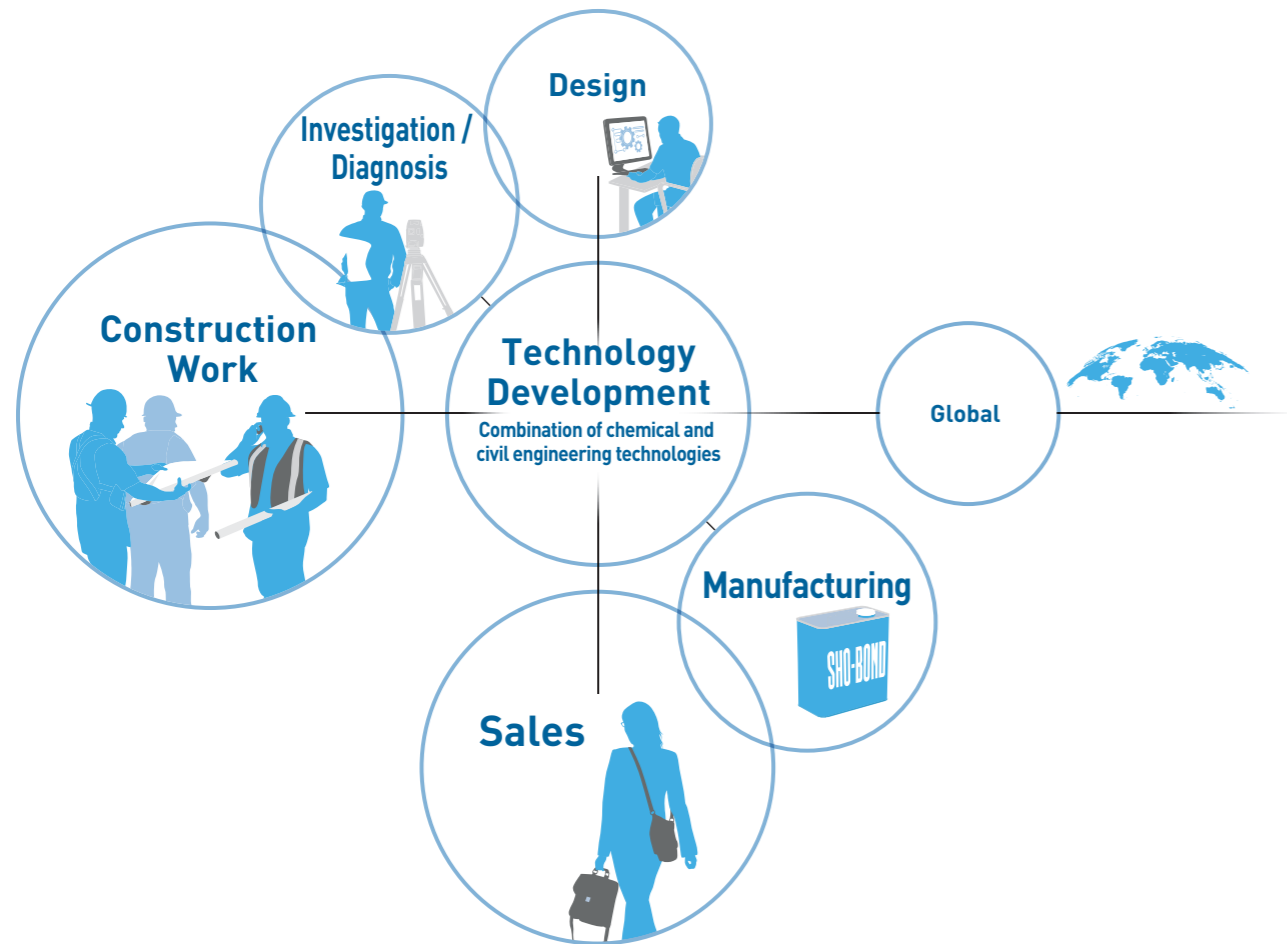 Design
Investigation /
Diagnosis
Construction
Work
Technology
Development
Combination of chemical and
civil engineering technologies
Global
Manufacturing
SHO-BOND
Sales